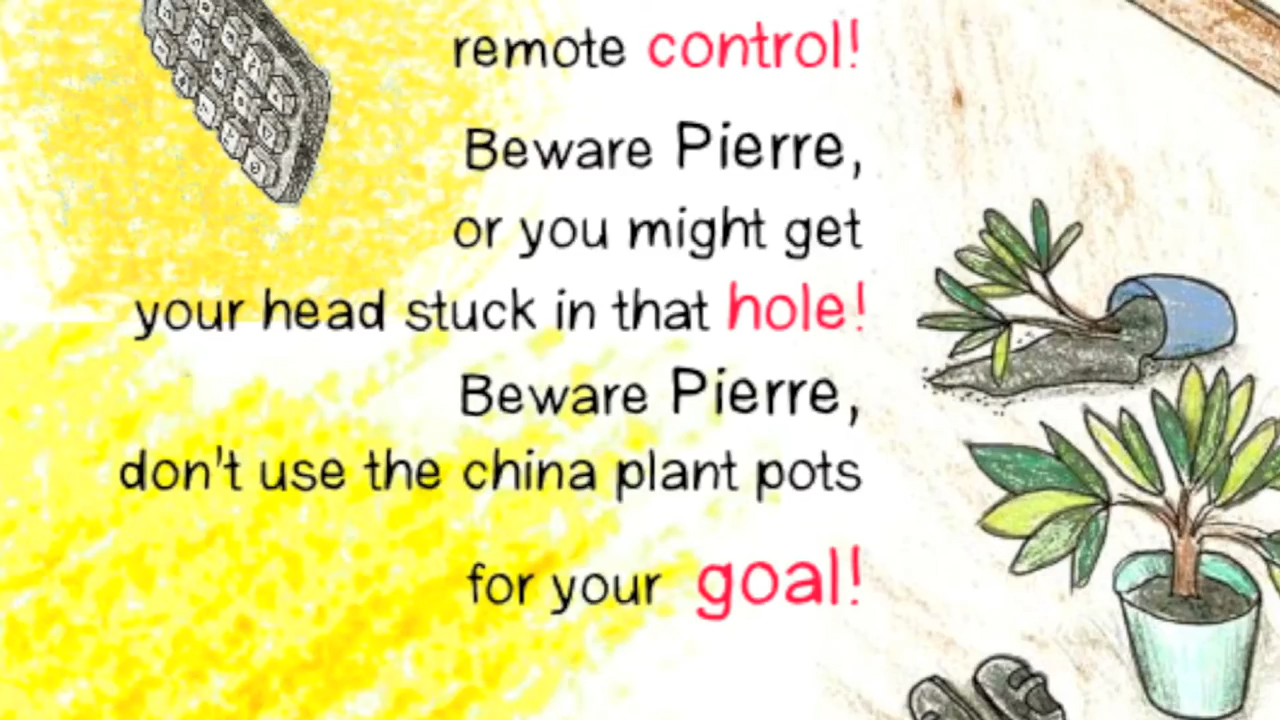 remote control!
Beware Pierre,
or you might get
your head stuck in that hole!
Beware Pierre,
don't use the china plant pots
for your goal!